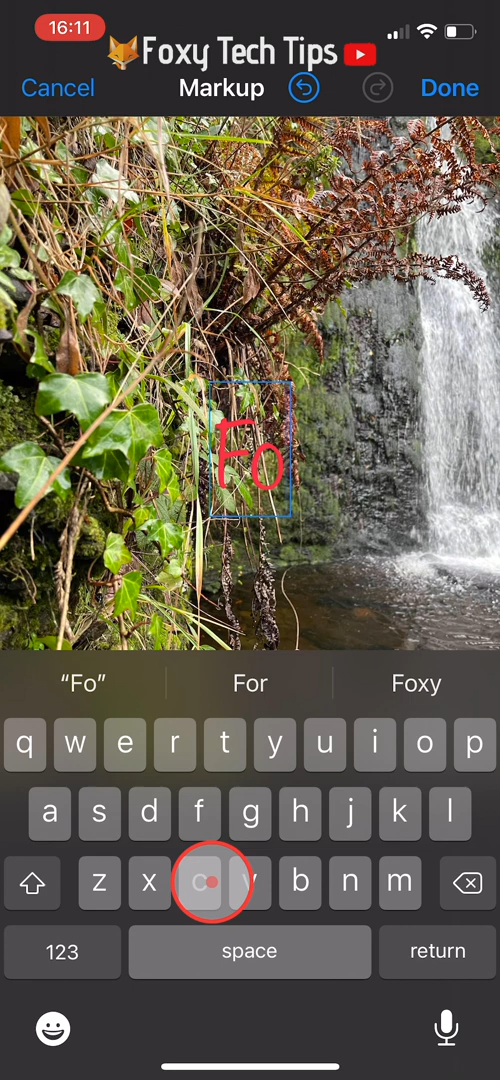 16:11
Foxy Tech Tips
Cancel Markup Done
Fo
“Fo” For Foxy
q w e r t y u i o p
a s d f g h j k l
z x c v b n m
123 space return